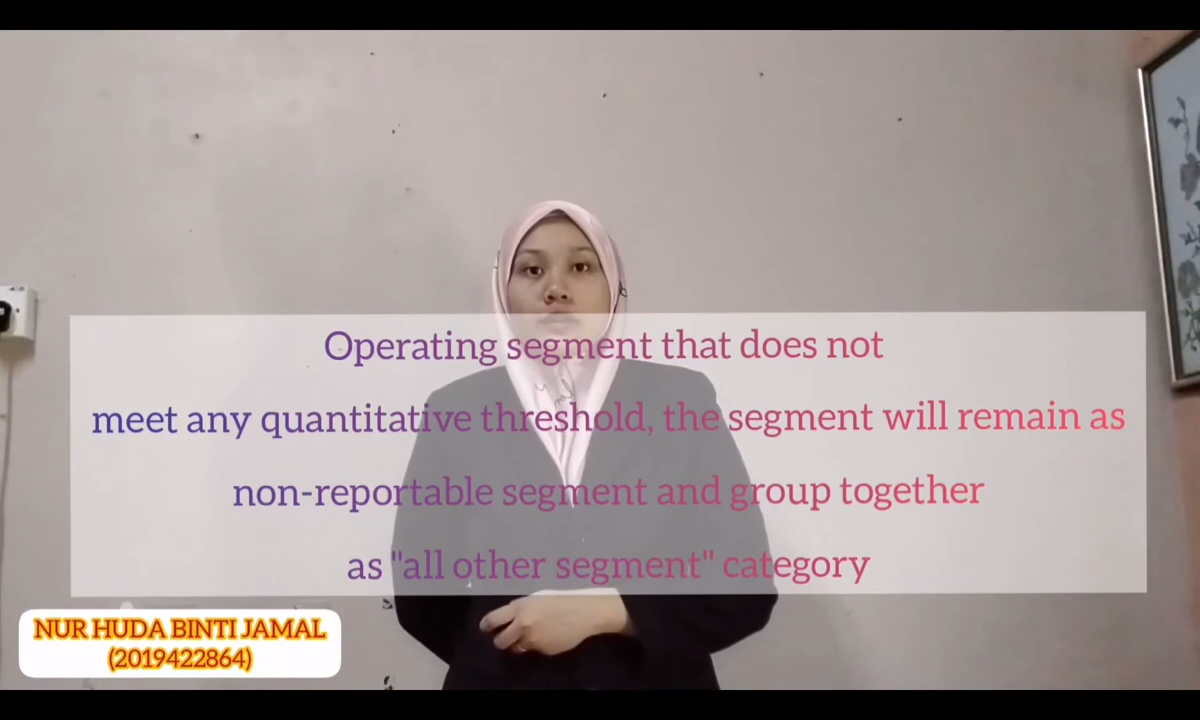 Operating segment that does not
meet any quantitative threshold, the segment will remain as
non-reportable segment and group together
as "all other segment" category
NUR HUDA BINTI JAMAL
(2019422864)